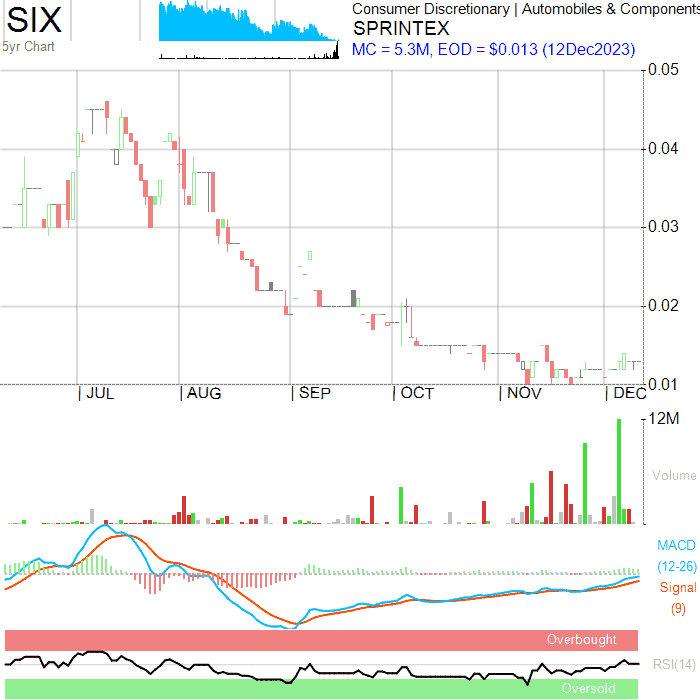 SIX
5yr Chart
Consumer Discretionary | Automobiles & Components
SPRINTEX
MC = 5.3M, EOD = $0.013 (12Dec2023)
0.05
0.04
0.03
0.02
0.01
JUL AUG SEP OCT NOV DEC
12M
Volume
MACD
(12-26)
Signal
(9)
Overbought
RSI(14)
Oversold